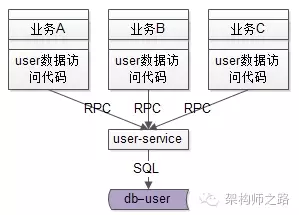 业务A
业务B
业务C
user数据访
问代码
user数据访
问代码
user数据访
问代码
RPC
RPC
RPC
user-service
SQL
db-user
架构师之路